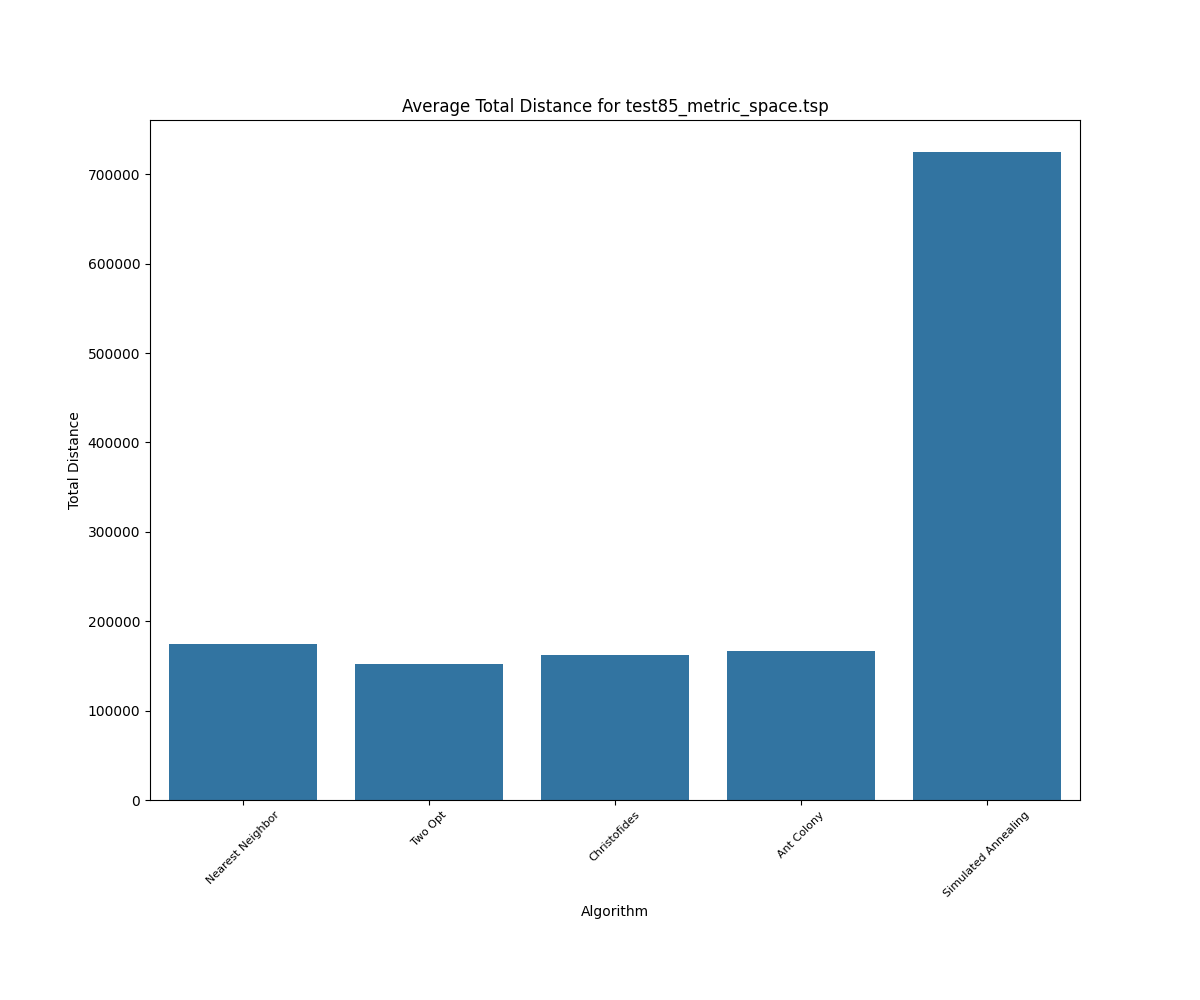 Average Total Distance for test85_metric_space.tsp
700000
600000
500000
400000
300000
200000
100000
0
Total Distance
Nearest Neighbor
Two Opt
Christofides
Ant Colony
Simulated Annealing
Algorithm